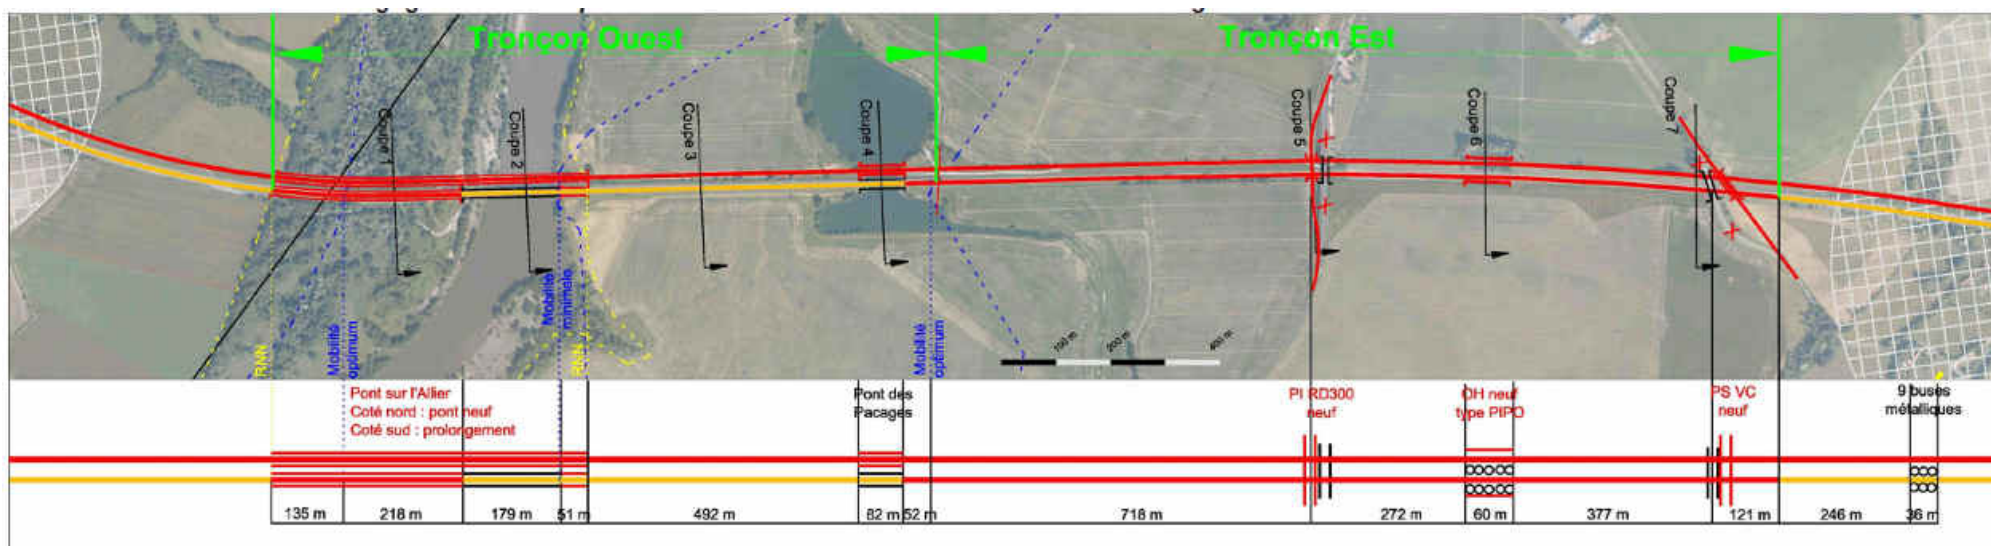 Tronçon Ouest
Tronçon Est
Coupe 1
Coupe 2
Coupe 3
Coupe 4
Coupe 5
Coupe 6
Coupe 7
RNN
Mobilité
optimum
Mobilité
minimale
RNN
Mobilité
optimum
100 m
200 m
400 m
Pont sur l'Allier
Coté nord : pont neuf
Coté sud : prolongement
Pont des
Pacages
PI RD300
neuf
OH neuf
type PIPO
PS VC
neuf
9 buses
métalliques
135 m
218 m
179 m
51 m
492 m
82 m
52 m
718 m
272 m
60 m
377 m
121 m
246 m
36 m